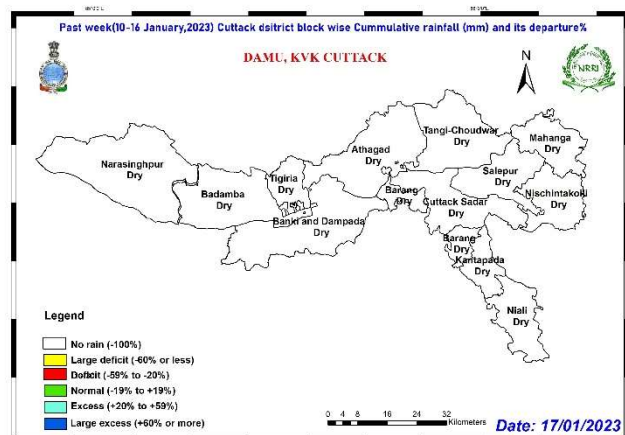 Past week(10-16 January,2023) Cuttack dsitrict block wise Cummulative rainfall (mm) and its departure%
DAMU, KVK CUTTACK
N
NRRI
Tangi-Choudwar
Dry
Mahanga
Dry
Athagad
Dry
Narasinghpur
Dry
Salepur
Dry
Tigiria
Dry
Nischintakoili
Dry
Badamba
Dry
Barang
Dry
Cuttack Sadar
Dry
Banki and Dampada
Dry
Barang
Dry
Kantapada
Dry
Niali
Dry
Legend
No rain (-100%)
Large deficit (-60% or less)
Deficit (-59% to -20%)
Normal (-19% to +19%)
Excess (+20% to +59%)
Large excess (+60% or more)
0 4 8 16 24 32
Kilometers
Date: 17/01/2023